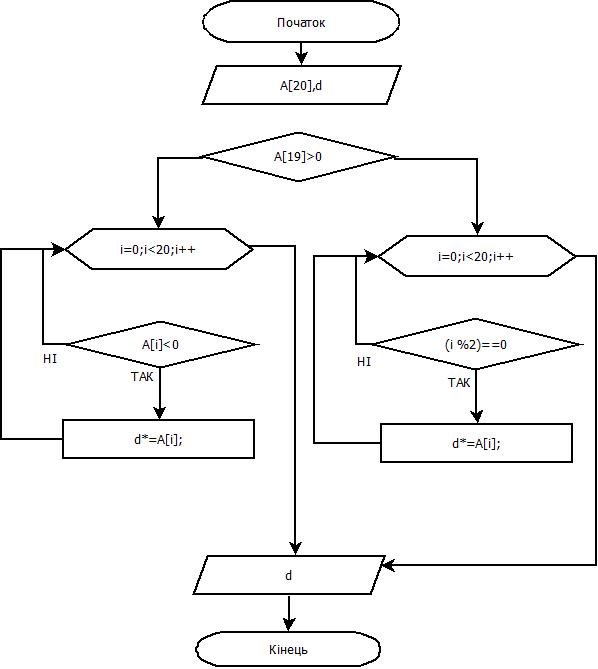 Початок
A[20],d
A[19]>0
i=0;i<20;i++
i=0;i<20;i++
A[i]<0
(i %2)==0
НІ
НІ
ТАК
ТАК
d*=A[i];
d*=A[i];
d
Кінець